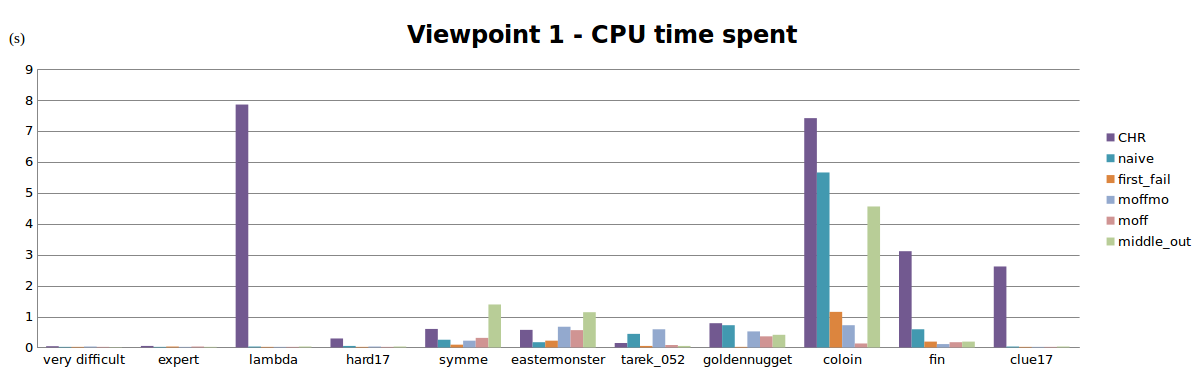 Viewpoint 1 - CPU time spent
(s)
9
8
7
6
5
4
3
2
1
0
very difficult
expert
lambda
hard17
symme
eastermonster
tarek_052
goldennugget
coloin
fin
clue17
CHR
naive
first_fail
moffmo
moff
middle_out